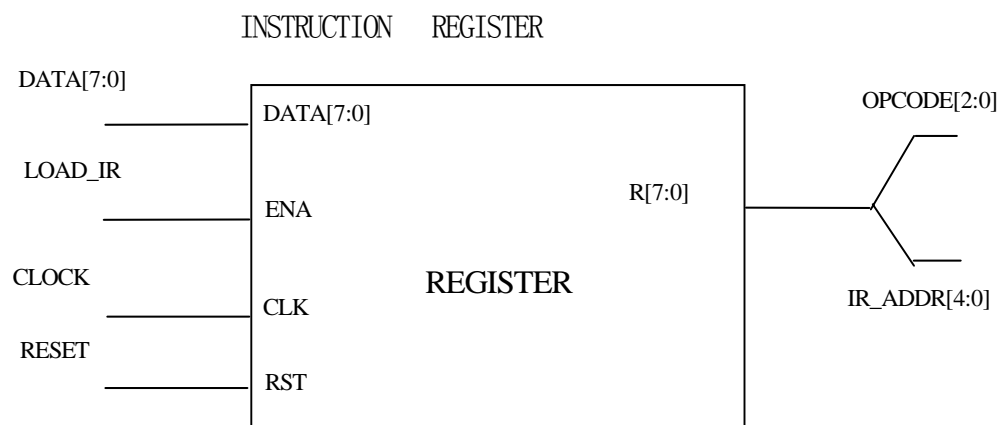 INSTRUCTION REGISTER
DATA[7:0]
DATA[7:0]
OPCODE[2:0]
LOAD_IR
R[7:0]
ENA
CLOCK
REGISTER
IR_ADDR[4:0]
CLK
RESET
RST